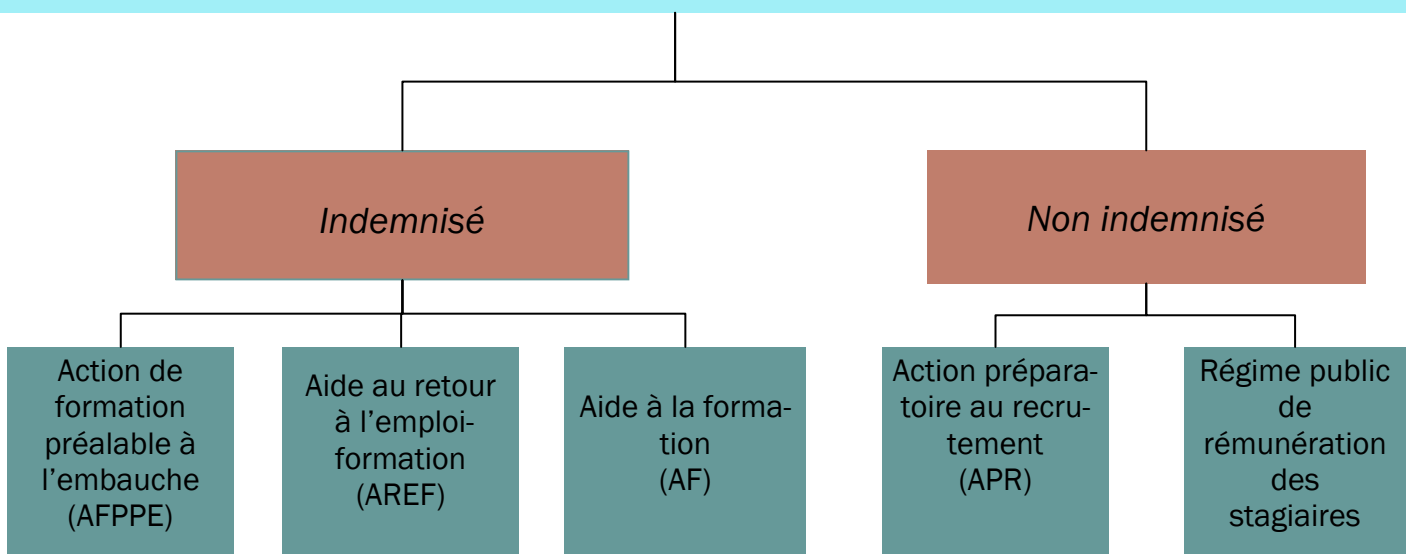 Indemnisé
Non indemnisé
Action de
formation
préalable à
l’embauche
(AFPPE)
Aide au retour
à l’emploi-
formation
(AREF)
Aide à la forma-
tion
(AF)
Action prépara-
toire au recru-
tement
(APR)
Régime public
de
rémunération
des
stagiaires